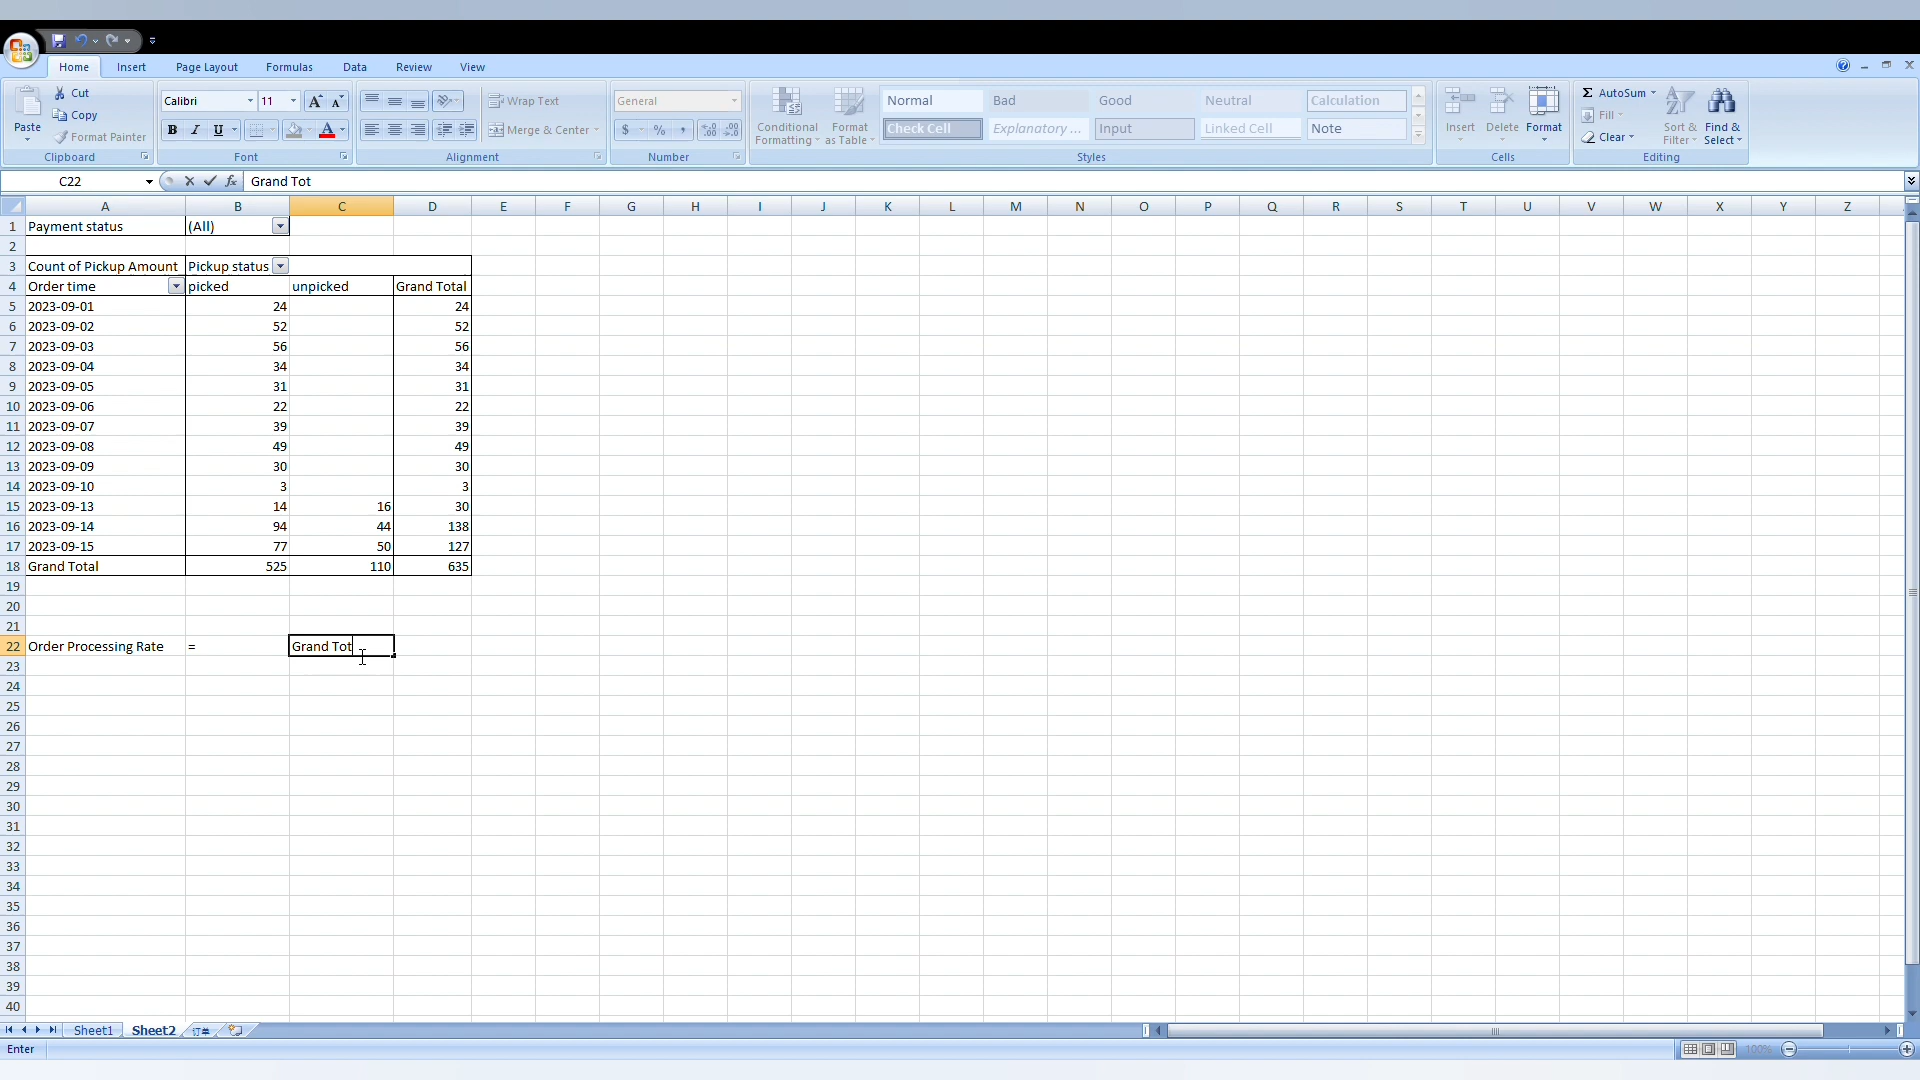 Home Insert Page Layout Formulas Data Review View
Paste
Cut
Copy
Format Painter
Clipboard
Calibri 11
B I U
Font
Wrap Text
Merge & Center
Alignment
General
$ % ,
Number
Conditional Formatting
Format as Table
Normal Bad Good Neutral Calculation
Check Cell Explanatory ... Input Linked Cell Note
Styles
Insert Delete Format
Cells
Σ AutoSum
Fill
Clear
Sort & Filter
Find & Select
Editing
C22 fx Grand Tot
A B C D E F G H I J K L M N O P Q R S T U V W X Y Z
1 Payment status (All)
2
3 Count of Pickup Amount Pickup status
4 Order time picked unpicked Grand Total
5 2023-09-01 24 24
6 2023-09-02 52 52
7 2023-09-03 56 56
8 2023-09-04 34 34
9 2023-09-05 31 31
10 2023-09-06 22 22
11 2023-09-07 39 39
12 2023-09-08 49 49
13 2023-09-09 30 30
14 2023-09-10 3 3
15 2023-09-13 14 16 30
16 2023-09-14 94 44 138
17 2023-09-15 77 50 127
18 Grand Total 525 110 635
19
20
21
22 Order Processing Rate = Grand Tot
23
24
25
26
27
28
29
30
31
32
33
34
35
36
37
38
39
40
Sheet1 Sheet2 订单
Enter 100%